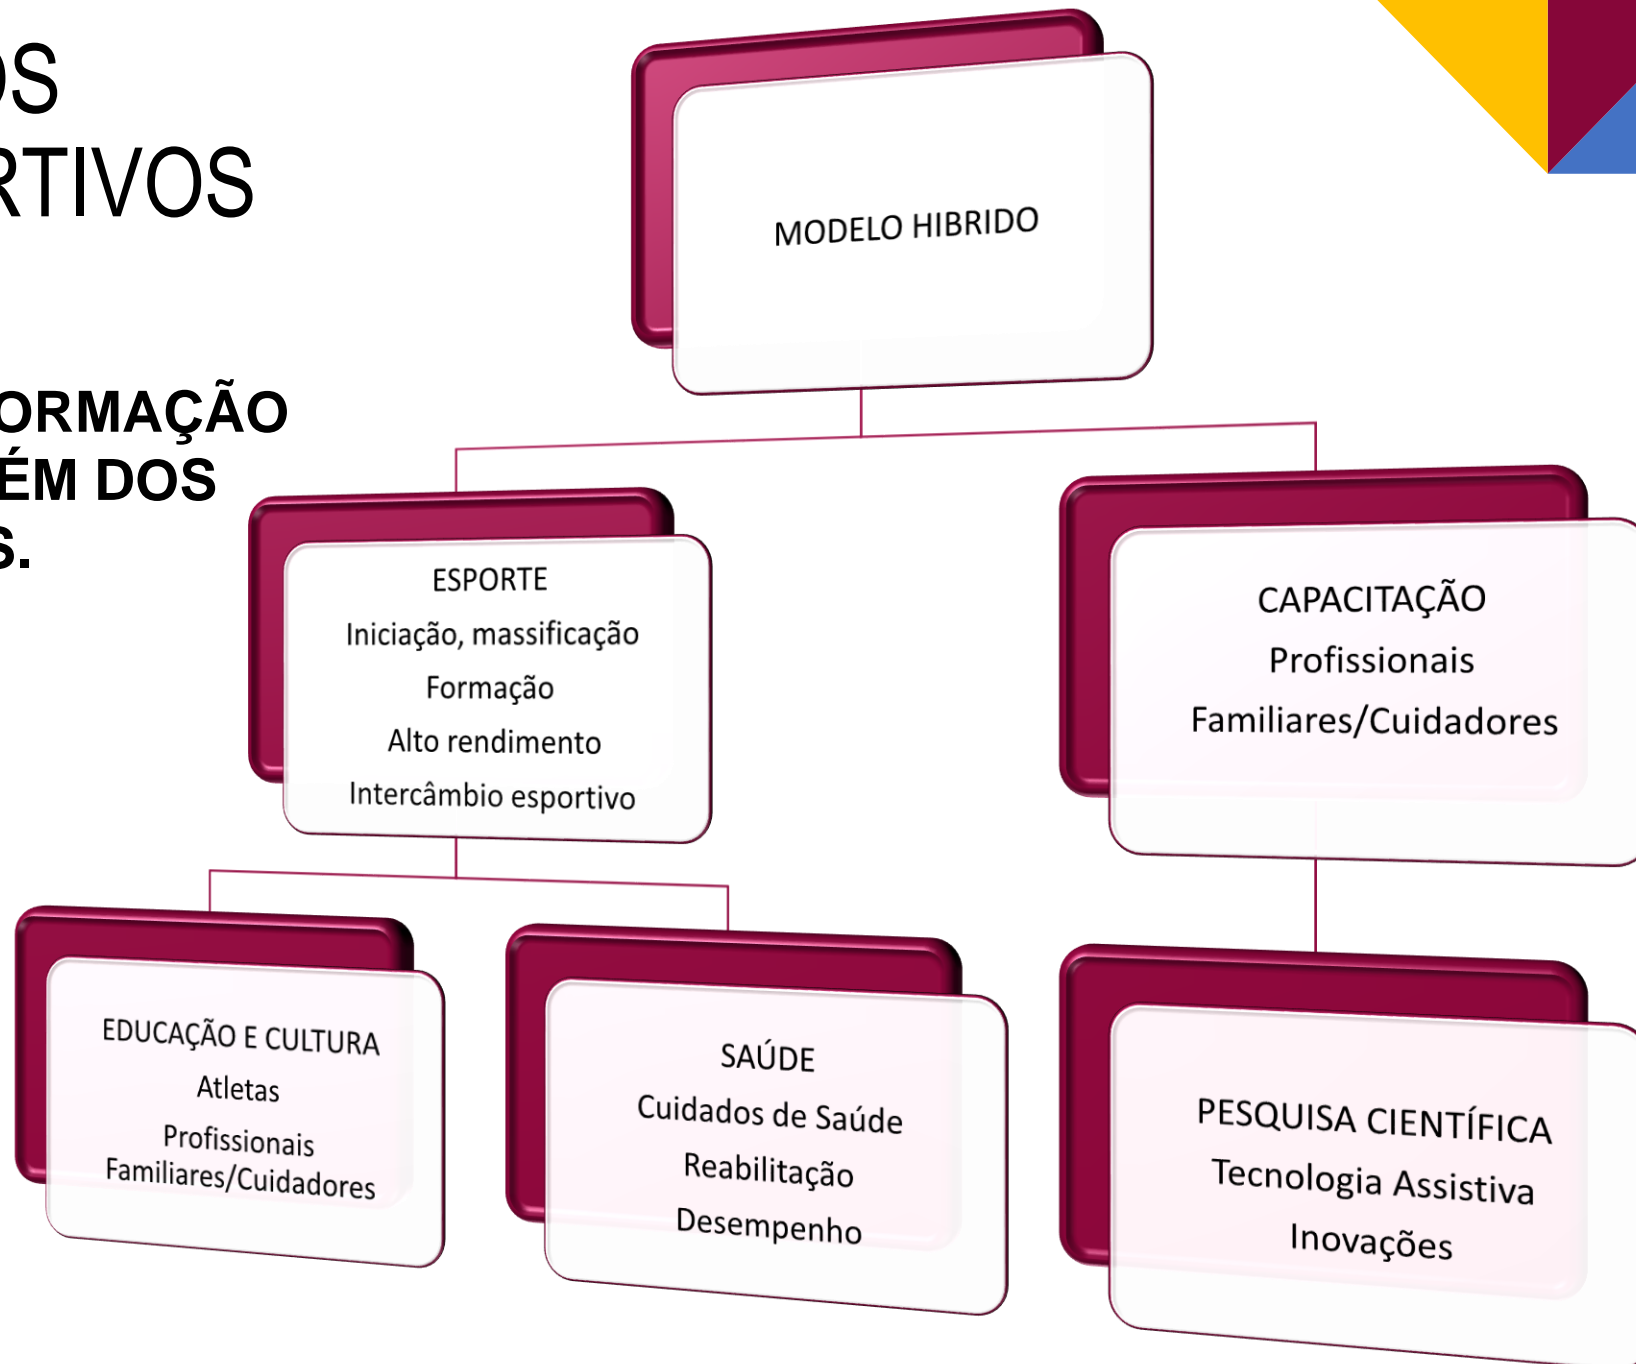 OS
RTIVOS
ORMAÇÃO
ÉM DOS
S.
MODELO HIBRIDO
ESPORTE
Iniciação, massificação
Formação
Alto rendimento
Intercâmbio esportivo
CAPACITAÇÃO
Profissionais
Familiares/Cuidadores
EDUCAÇÃO E CULTURA
Atletas
Profissionais
Familiares/Cuidadores
SAÚDE
Cuidados de Saúde
Reabilitação
Desempenho
PESQUISA CIENTÍFICA
Tecnologia Assistiva
Inovações